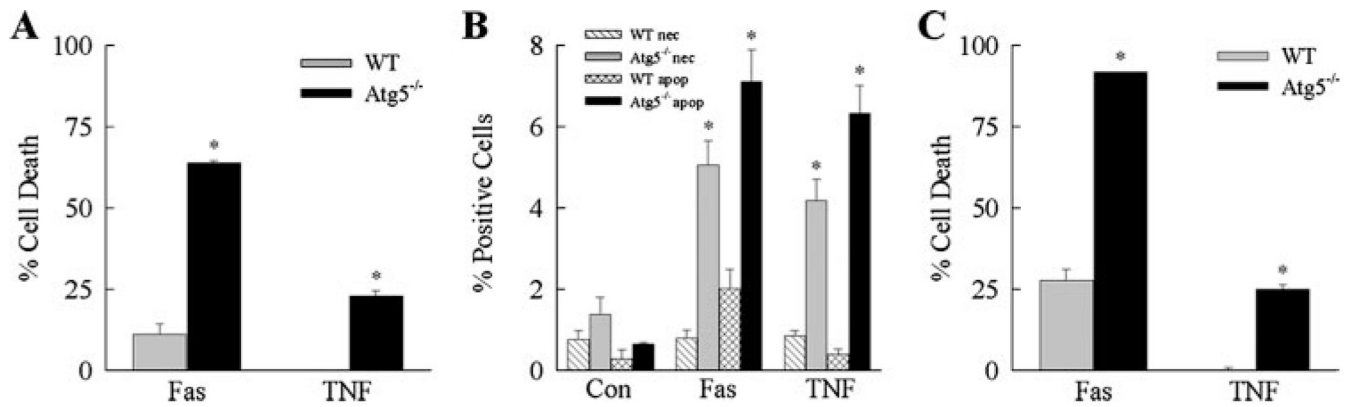 A
% Cell Death
100
75
50
25
0
WT
Atg5-/-
*
*
Fas
TNF
B
% Positive Cells
8
6
4
2
0
WT nec
Atg5-/- nec
WT apop
Atg5-/- apop
*
*
*
*
Con
Fas
TNF
C
% Cell Death
100
75
50
25
0
WT
Atg5-/-
*
*
Fas
TNF